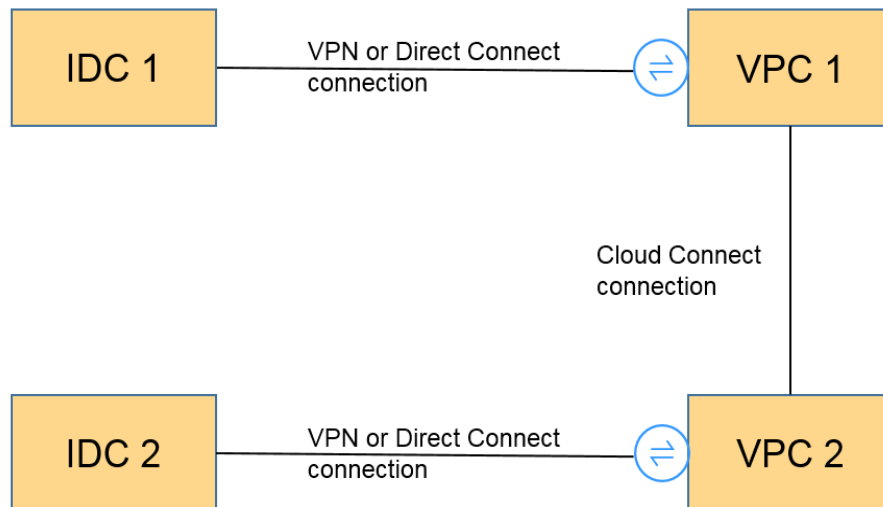 IDC 1
VPN or Direct Connect
connection
VPC 1
Cloud Connect
connection
IDC 2
VPN or Direct Connect
connection
VPC 2